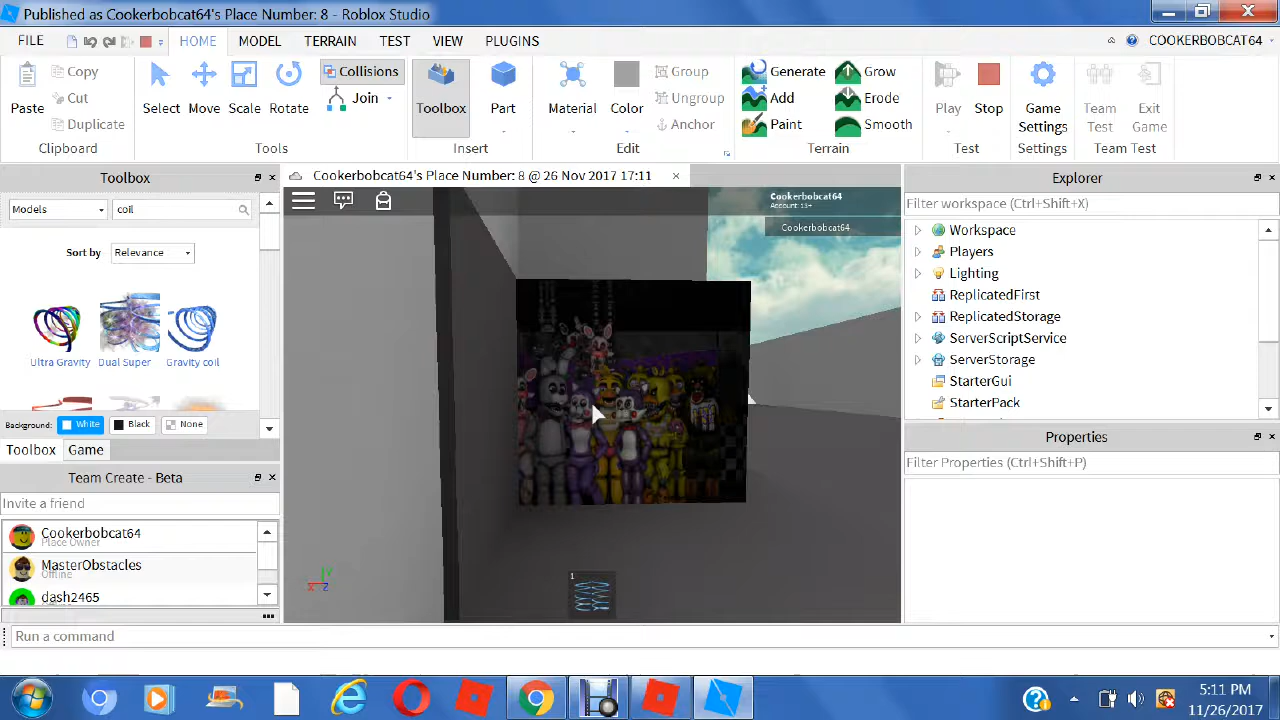 Published as Cookerbobcat64's Place Number: 8 - Roblox Studio
FILE HOME MODEL TERRAIN TEST VIEW PLUGINS COOKERBOBCAT64
Copy Cut Duplicate Paste Clipboard
Select Move Scale Rotate Collisions Join Tools
Toolbox Part Insert
Material Color Group Ungroup Anchor Edit
Generate Add Paint Grow Erode Smooth Terrain
Play Stop Test
Game Settings Settings
Team Test Exit Game Team Test
Toolbox
Models coil
Sort by Relevance
Ultra Gravity Dual Super Gravity coil
Background: White Black None
Toolbox Game
Team Create - Beta
Invite a friend
Cookerbobcat64
Place Owner
MasterObstacles
Offline
dash2465
Cookerbobcat64's Place Number: 8 @ 26 Nov 2017 17:11
Cookerbobcat64
Account: 13+
Cookerbobcat64
1
X Y Z
Explorer
Filter workspace (Ctrl+Shift+X)
Workspace
Players
Lighting
ReplicatedFirst
ReplicatedStorage
ServerScriptService
ServerStorage
StarterGui
StarterPack
Properties
Filter Properties (Ctrl+Shift+P)
Run a command
5:11 PM
11/26/2017